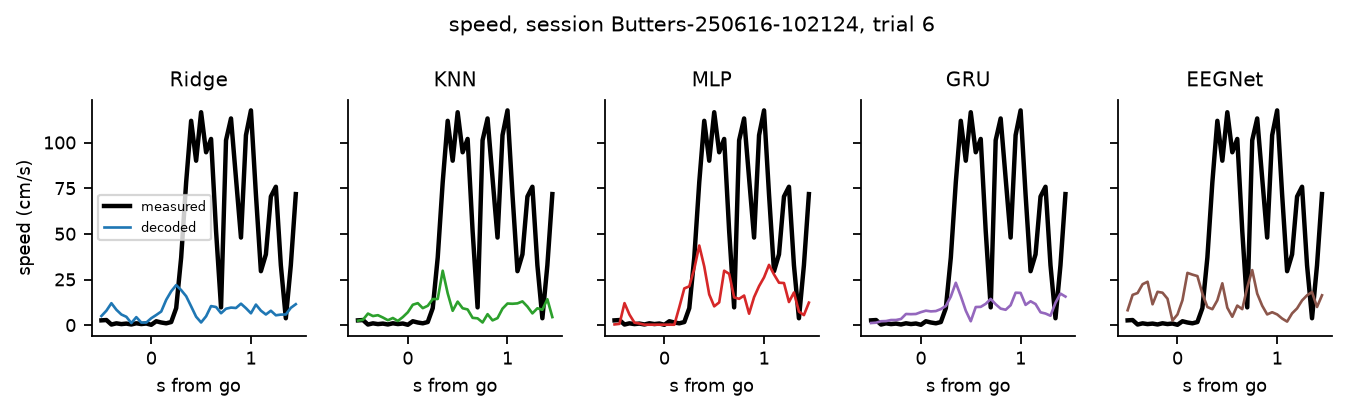 speed, session Butters-250616-102124, trial 6
Ridge KNN MLP GRU EEGNet
speed (cm/s)
100
75
50
25
0
measured
decoded
0 1 0 1 0 1 0 1 0 1
s from go s from go s from go s from go s from go